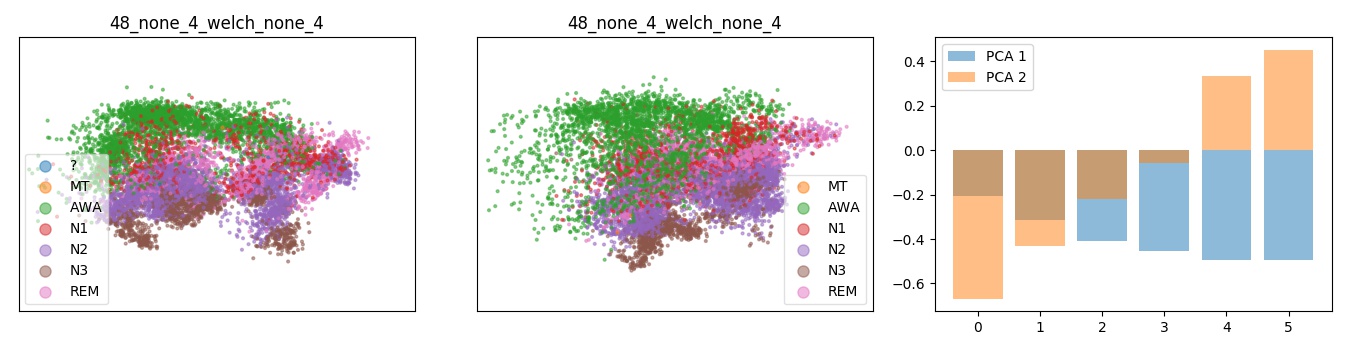 48_none_4_welch_none_4
?
MT
AWA
N1
N2
N3
REM
48_none_4_welch_none_4
MT
AWA
N1
N2
N3
REM
PCA 1
PCA 2
0.4
0.2
0.0
−0.2
−0.4
−0.6
0 1 2 3 4 5